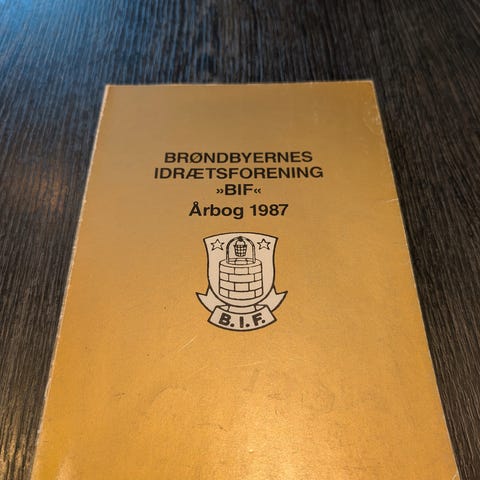 BRØNDBYERNES
IDRÆTSFORENING
»BIF«
Årbog 1987
B.I.F.